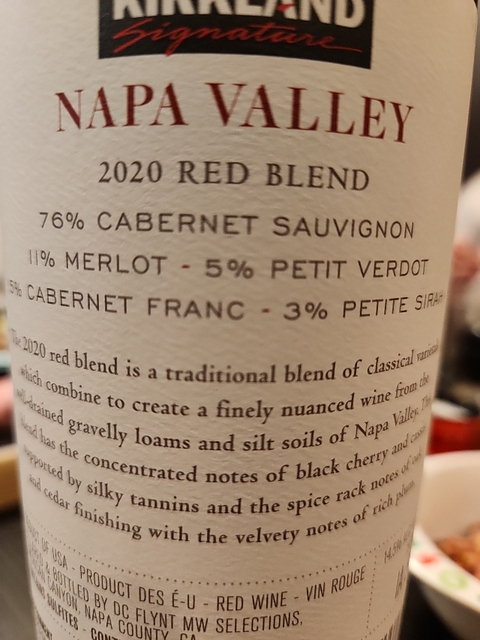 KIRKLAND
Signature
NAPA VALLEY
2020 RED BLEND
76% CABERNET SAUVIGNON
11% MERLOT - 5% PETIT VERDOT
5% CABERNET FRANC - 3% PETITE SIRAH
The 2020 red blend is a traditional blend of classical varietals
which combine to create a finely nuanced wine from the
well-drained gravelly loams and silt soils of Napa Valley. This
blend has the concentrated notes of black cherry and
supported by silky tannins and the spice rack notes of
and cedar finishing with the velvety notes of rich plum.
OF USA - PRODUCT DES É-U - RED WINE - VIN ROUGE
& BOTTLED BY DC FLYNT MW SELECTIONS,
CANYON, NAPA COUNTY, CA
SULFITES -
14.5%